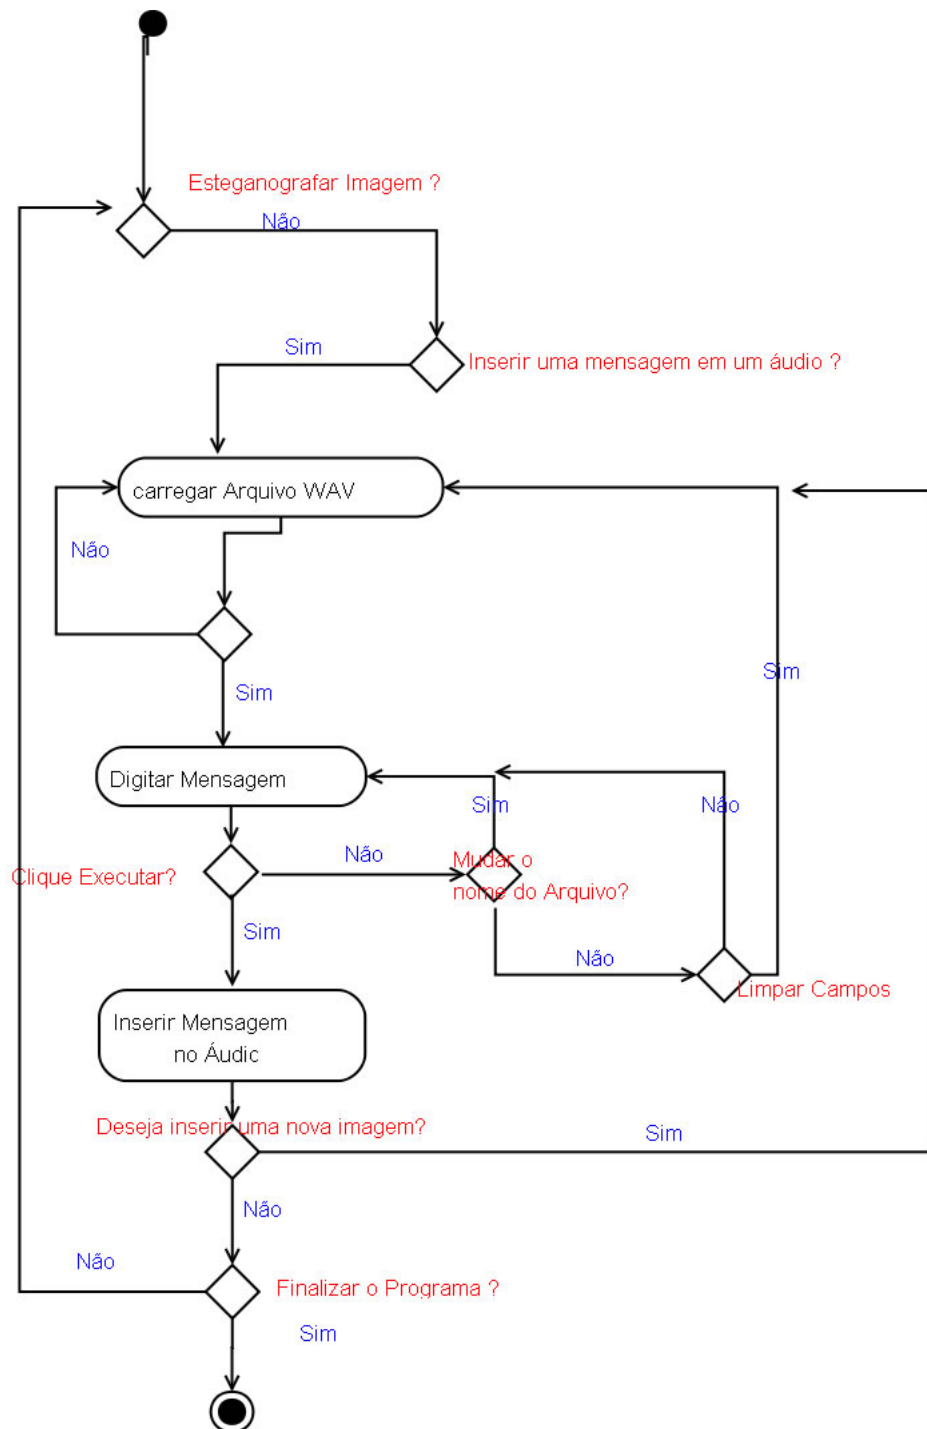 Esteganografar Imagem ?
Não
Sim
Inserir uma mensagem em um áudio ?
carregar Arquivo WAV
Não
Sim
Sim
Digitar Mensagem
Sim
Não
Não
Mudar o
nome do Arquivo?
Clique Executar?
Sim
Não
Limpar Campos
Inserir Mensagem
no Áudic
Deseja inserir uma nova imagem?
Sim
Não
Não
Finalizar o Programa ?
Sim